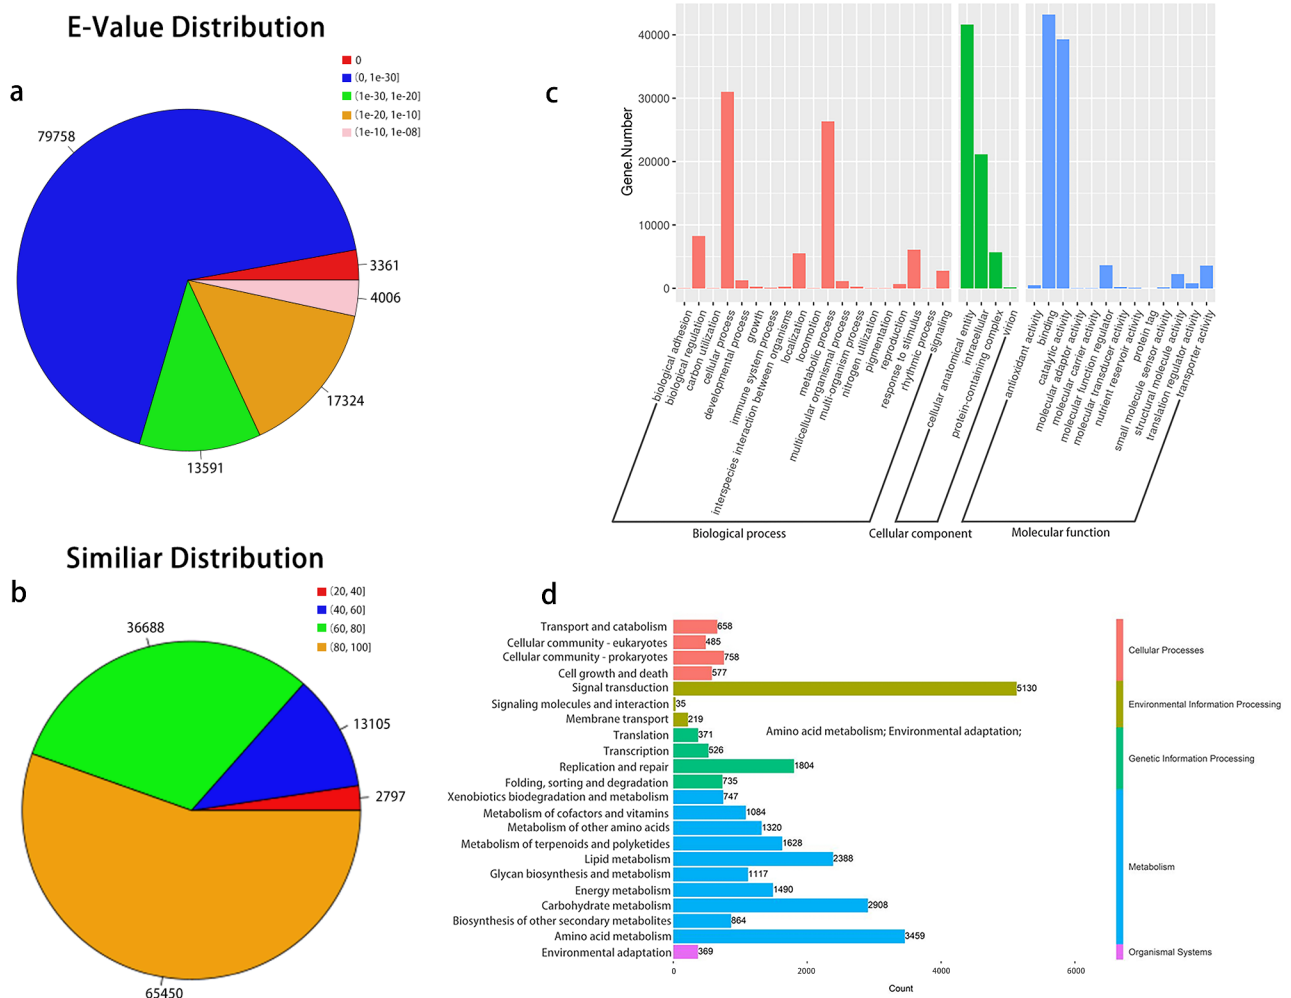 E-Value Distribution
a
0
(0, 1e-30]
(1e-30, 1e-20]
(1e-20, 1e-10]
(1e-10, 1e-08]
79758
3361
4006
17324
13591
Similiar Distribution
b
(20, 40]
(40, 60]
(60, 80]
(80, 100]
36688
13105
2797
65450
c
Gene.Number
40000
30000
20000
10000
0
biological adhesion
biological regulation
carbon utilization
cellular process
developmental process
growth
immune system process
interspecies interaction between organisms
localization
locomotion
metabolic process
multicellular organismal process
multi-organism process
nitrogen utilization
pigmentation
reproduction
response to stimulus
rhythmic process
signaling
cellular anatomical entity
intracellular
protein-containing complex
virion
antioxidant activity
binding
catalytic activity
molecular adaptor activity
molecular carrier activity
molecular function regulator
molecular transducer activity
nutrient reservoir activity
protein tag
small molecule sensor activity
structural molecule activity
translation regulator activity
transporter activity
Biological process
Cellular component
Molecular function
d
Transport and catabolism 658
Cellular community - eukaryotes 485
Cellular community - prokaryotes 758
Cell growth and death 577
Signal transduction 5130
Signaling molecules and interaction 35
Membrane transport 219
Translation 371
Transcription 526
Replication and repair 1804
Folding, sorting and degradation 735
Xenobiotics biodegradation and metabolism 747
Metabolism of cofactors and vitamins 1084
Metabolism of other amino acids 1320
Metabolism of terpenoids and polyketides 1628
Lipid metabolism 2388
Glycan biosynthesis and metabolism 1117
Energy metabolism 1490
Carbohydrate metabolism 2908
Biosynthesis of other secondary metabolites 864
Amino acid metabolism 3459
Environmental adaptation 369
Amino acid metabolism; Environmental adaptation;
0 2000 4000 6000
Count
Cellular Processes
Environmental Information Processing
Genetic Information Processing
Metabolism
Organismal Systems